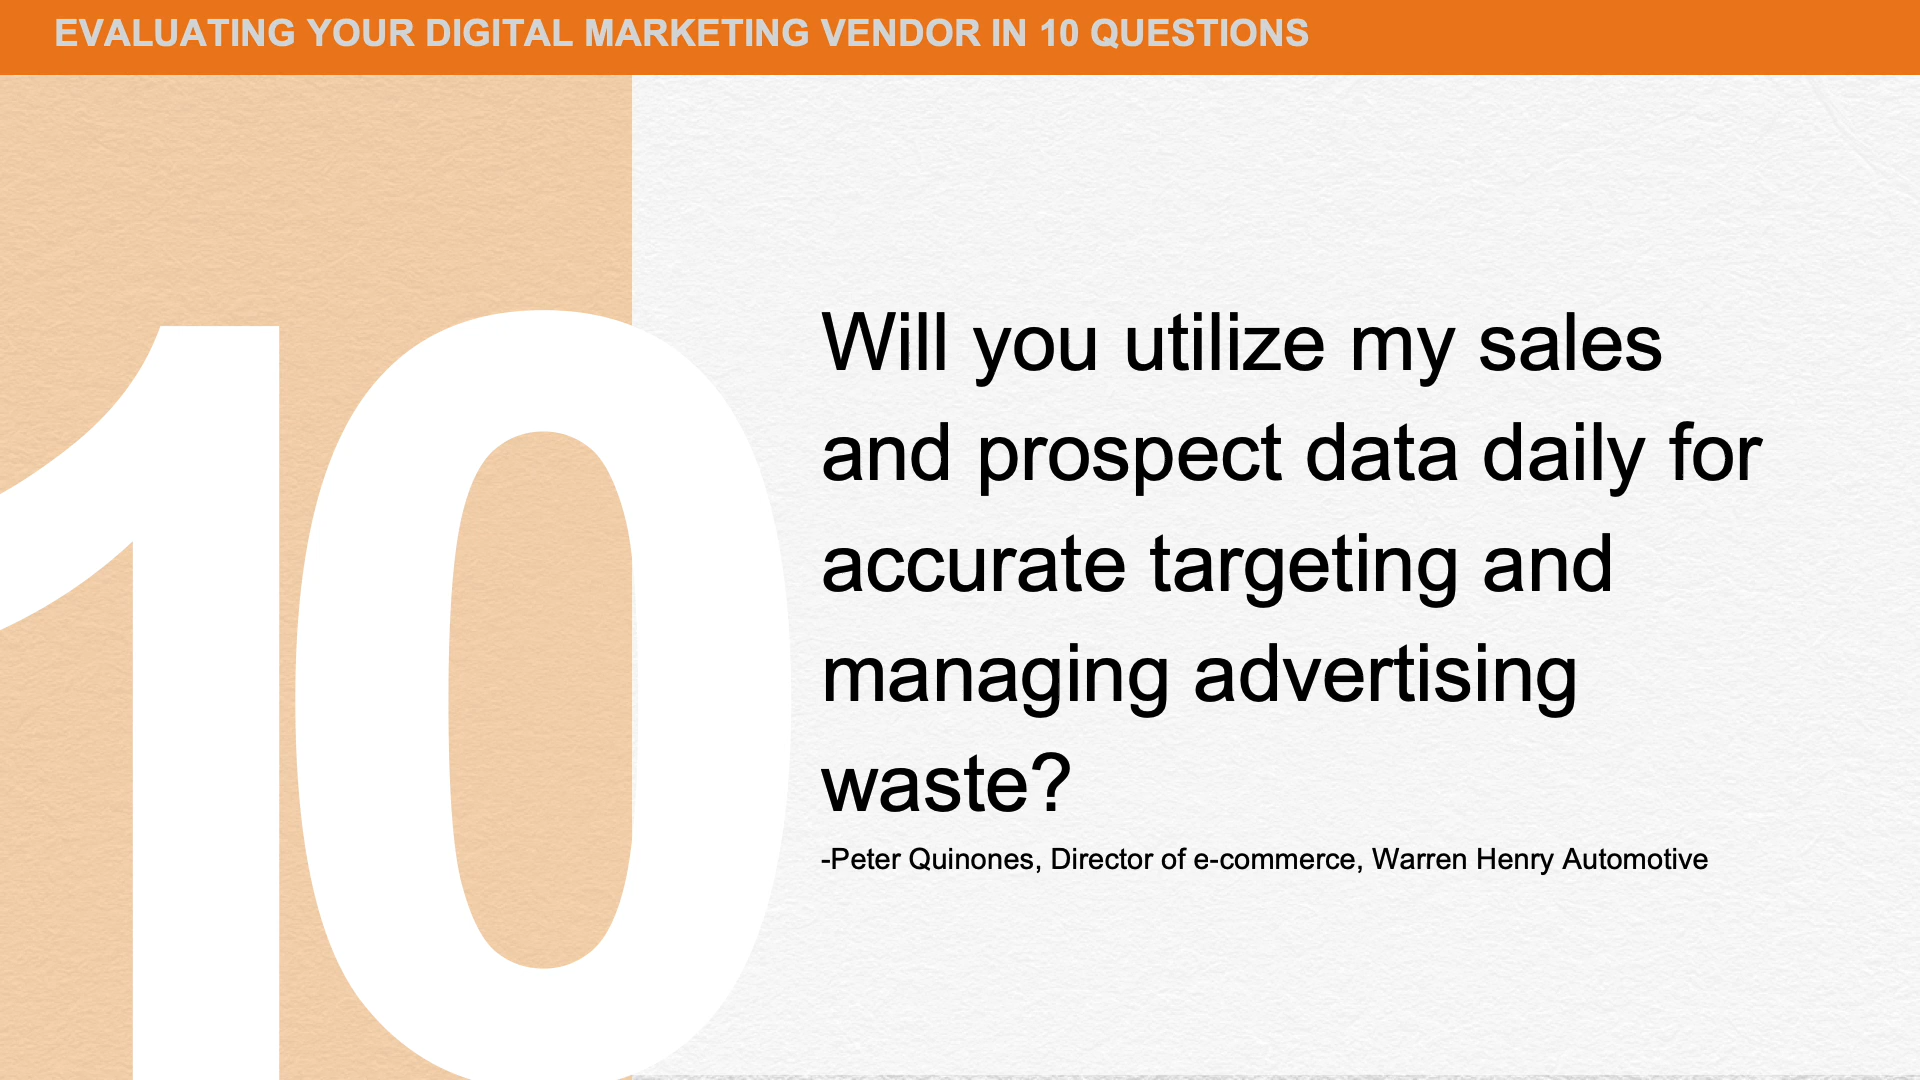 EVALUATING YOUR DIGITAL MARKETING VENDOR IN 10 QUESTIONS
10
Will you utilize my sales
and prospect data daily for
accurate targeting and
managing advertising
waste?
-Peter Quinones, Director of e-commerce, Warren Henry Automotive